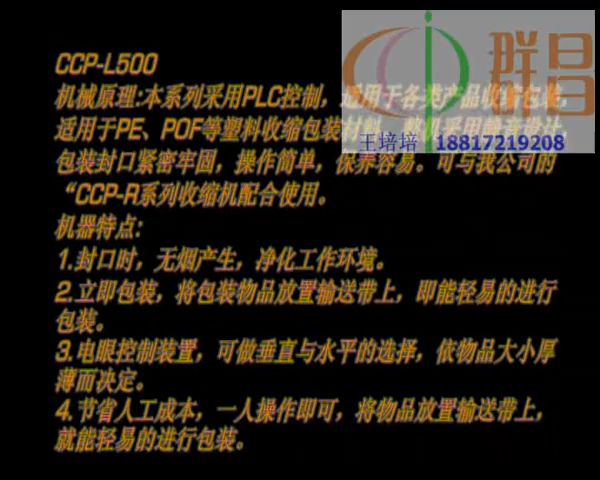 CCP-L500
机械原理:本系列采用PLC控制，适用于各类产品收缩包装，
适用于PE、POF等塑料收缩包装材料，整机采用静音设计，
包装封口紧密牢固，操作简单，保养容易。可与我公司的
“CCP-R系列收缩机配合使用。
机器特点:
1.封口时，无烟产生，净化工作环境。
2.立即包装，将包装物品放置输送带上，即能轻易的进行
包装。
3.电眼控制装置，可做垂直与水平的选择，依物品大小厚
薄而决定。
4.节省人工成本，一人操作即可，将物品放置输送带上，
就能轻易的进行包装。
群昌
王培培 18817219208